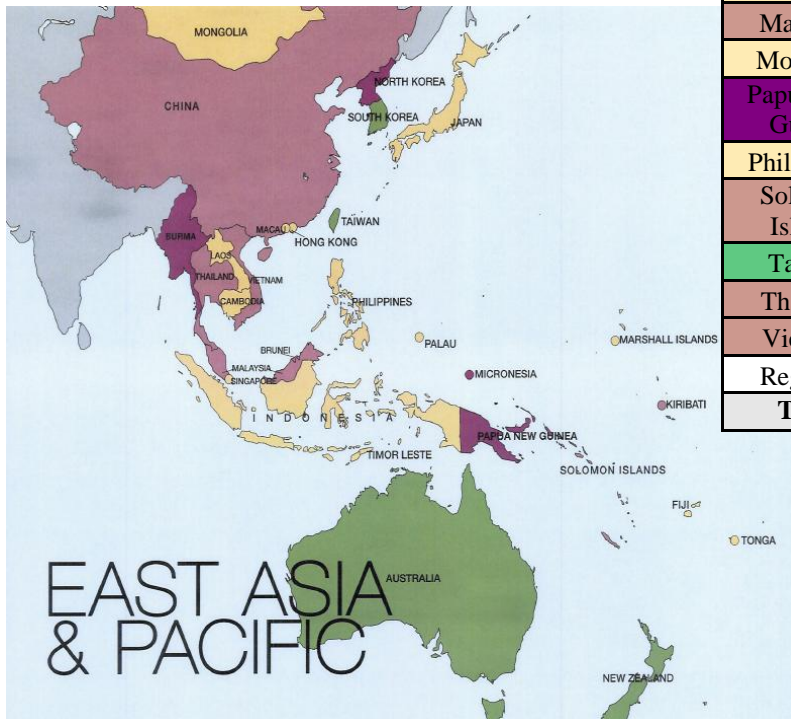 MONGOLIA
NORTH KOREA
CHINA
SOUTH KOREA
JAPAN
TAIWAN
MACAU
HONG KONG
BURMA
LAOS
THAILAND
VIETNAM
CAMBODIA
PHILIPPINES
PALAU
MARSHALL ISLANDS
BRUNEI
MALAYSIA
SINGAPORE
MICRONESIA
KIRIBATI
INDONESIA
PAPUA NEW GUINEA
TIMOR LESTE
SOLOMON ISLANDS
FIJI
TONGA
AUSTRALIA
NEW ZEALAND
EAST ASIA
& PACIFIC
Ma
Mo
Papu
G
Phil
Sol
Isl
Ta
Th
Vie
Re
T